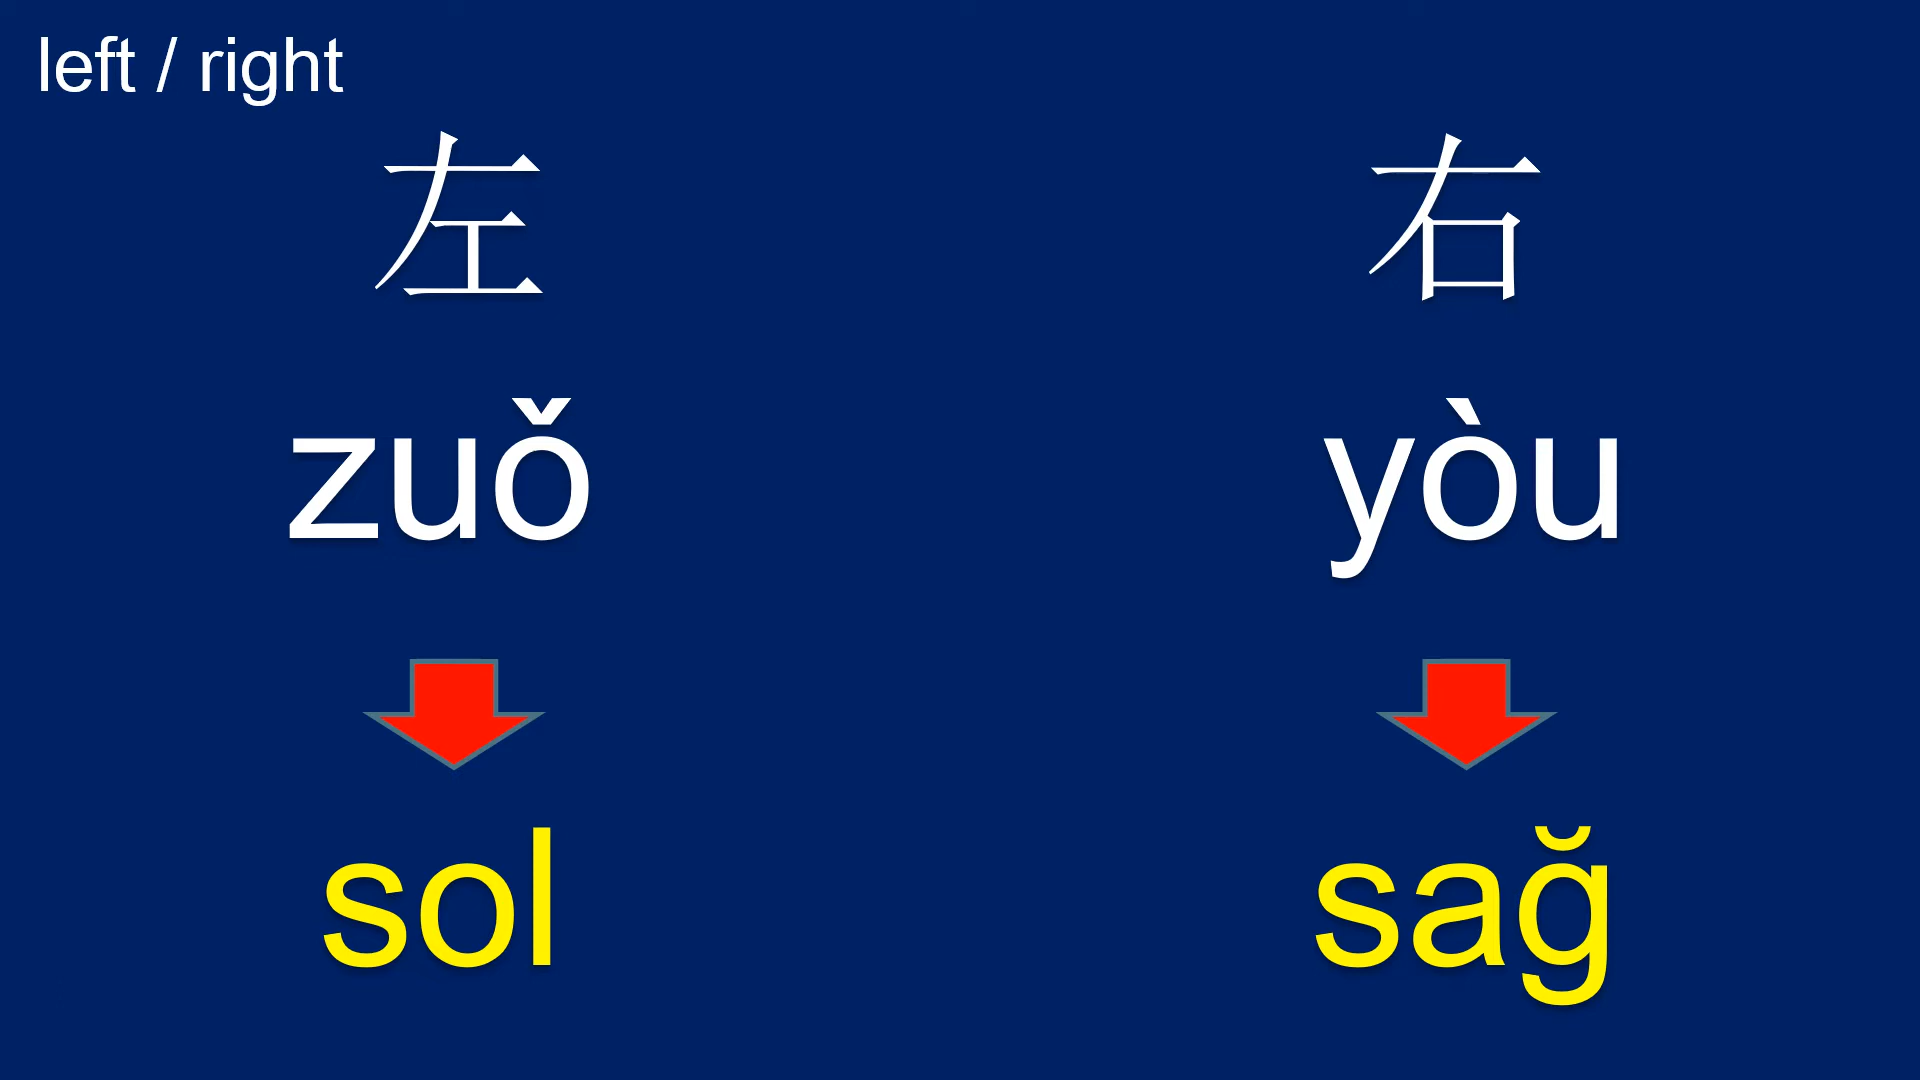 left / right
左 右
zuǒ yòu
sol sağ